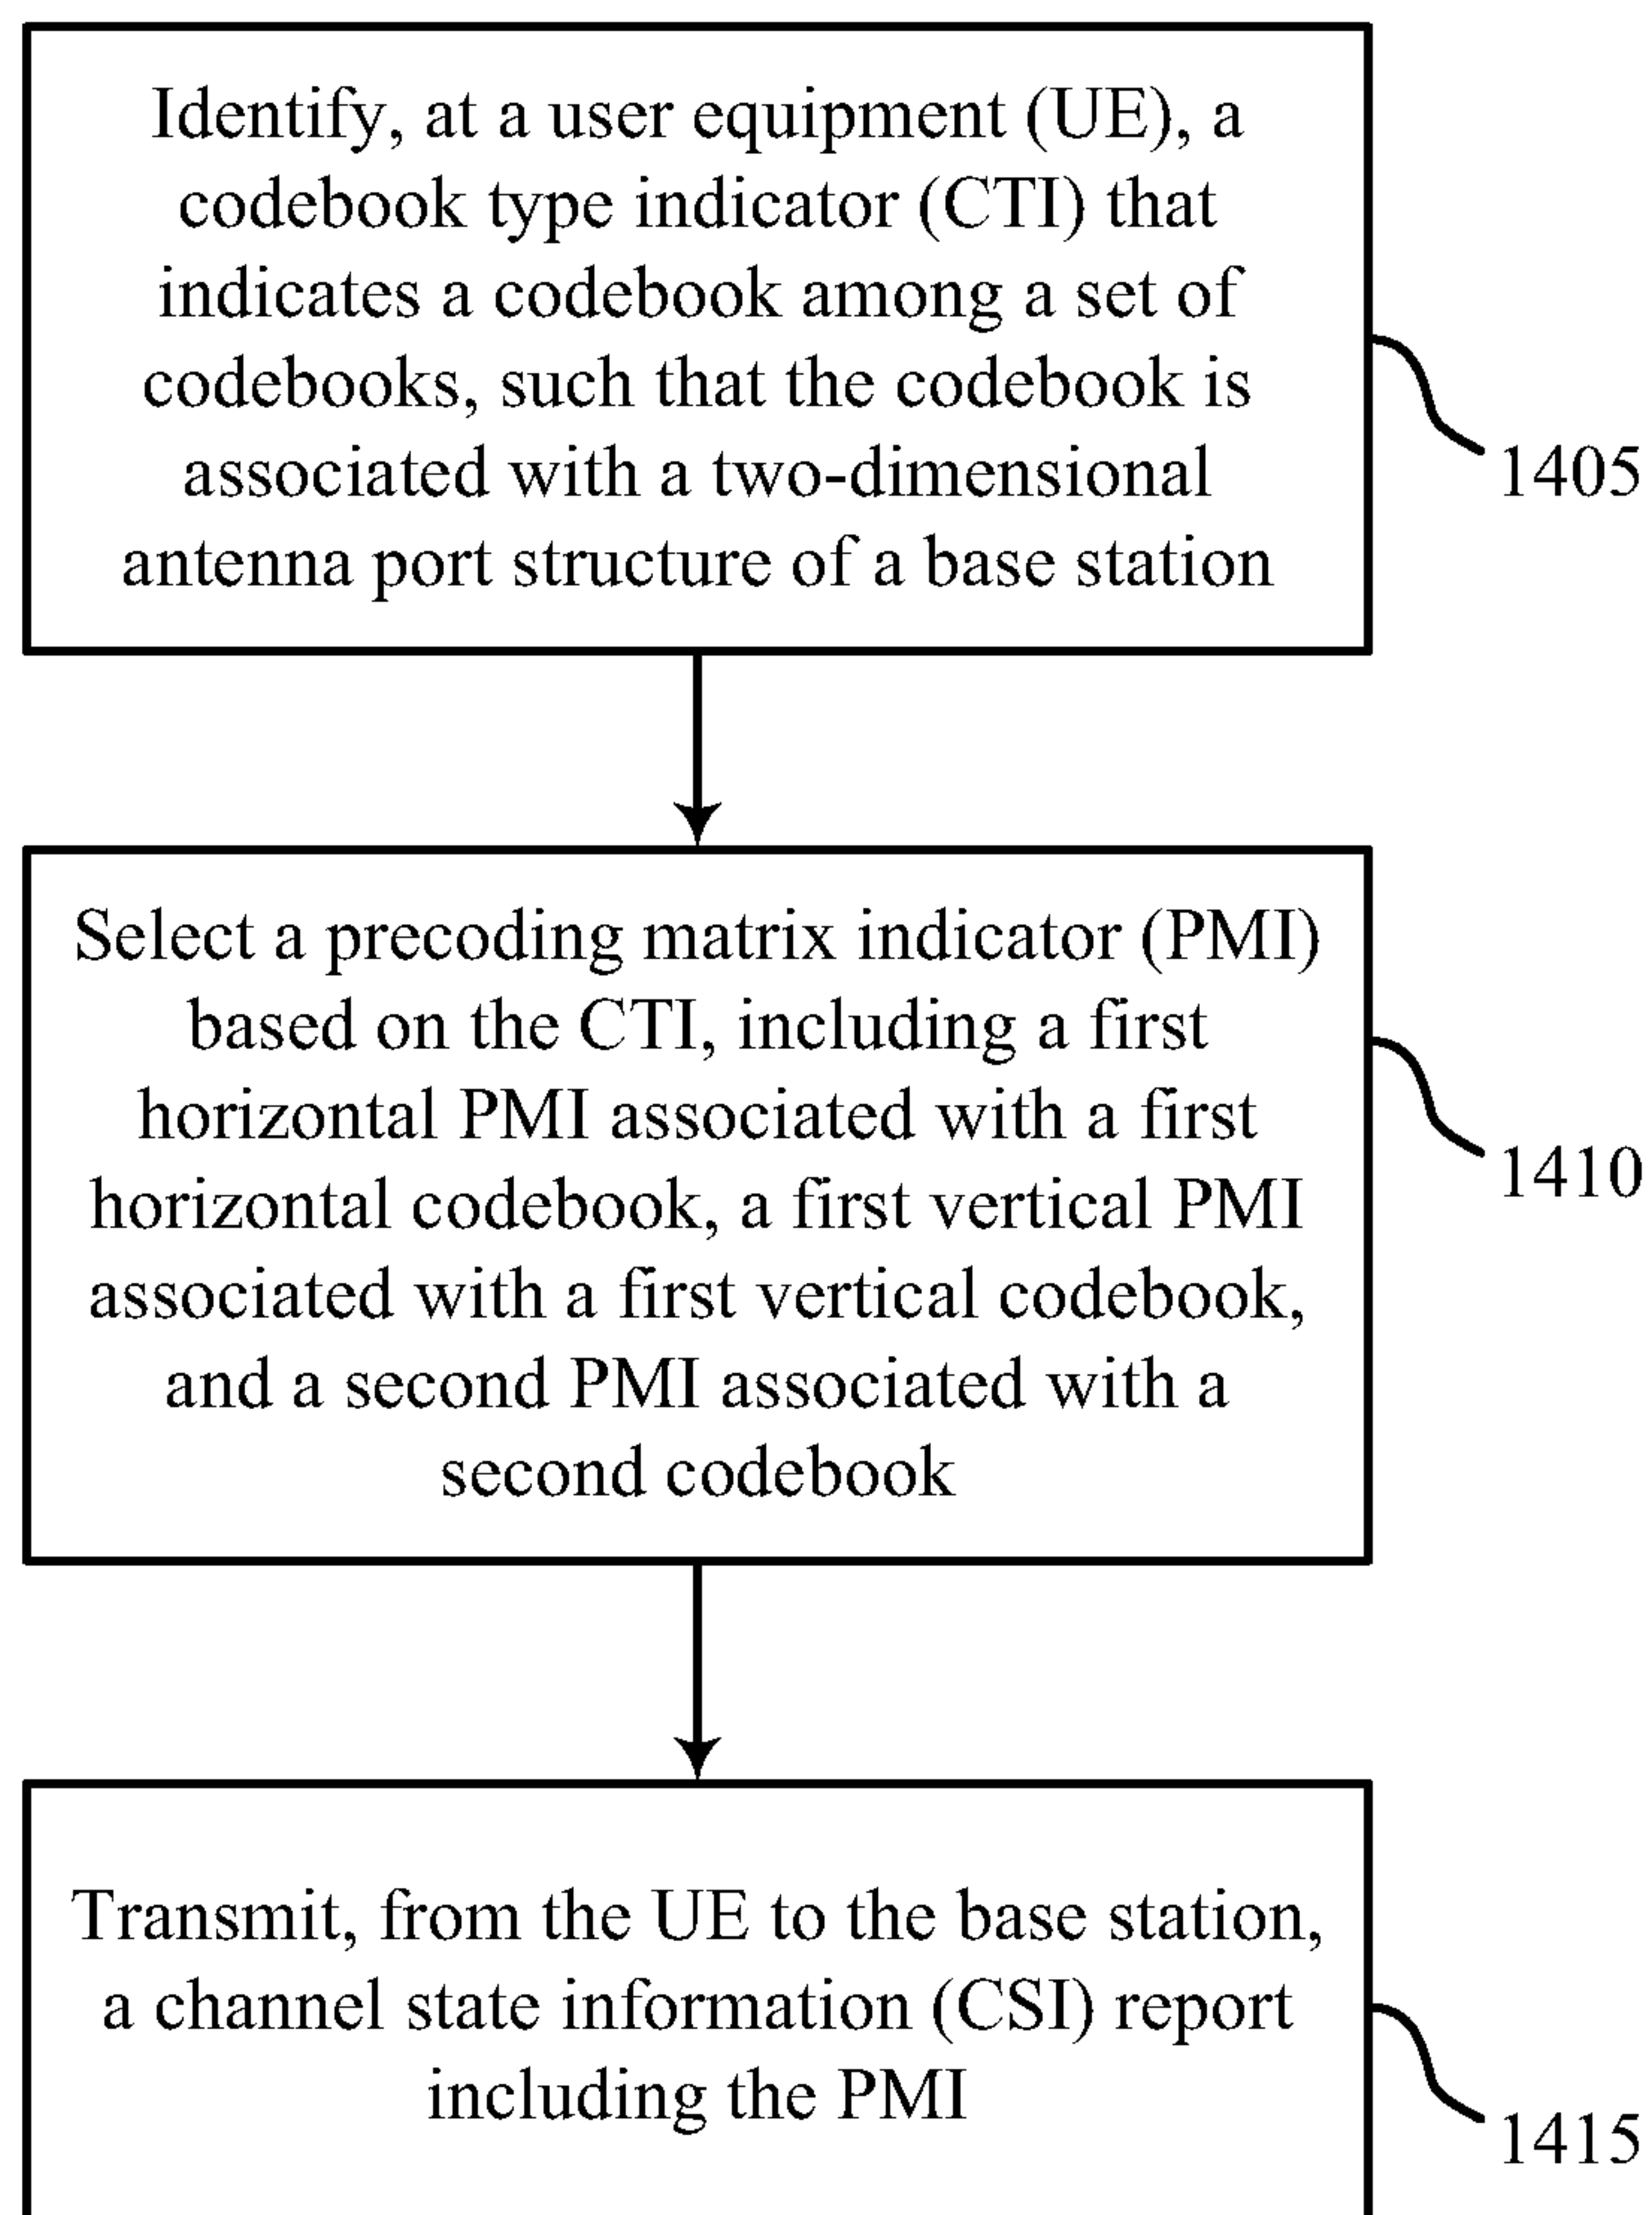 Identify, at a user equipment (UE), a
codebook type indicator (CTI) that
indicates a codebook among a set of
codebooks, such that the codebook is
associated with a two-dimensional
antenna port structure of a base station
1405
Select a precoding matrix indicator (PMI)
based on the CTI, including a first
horizontal PMI associated with a first
horizontal codebook, a first vertical PMI
associated with a first vertical codebook,
and a second PMI associated with a
second codebook
1410
Transmit, from the UE to the base station,
a channel state information (CSI) report
including the PMI
1415